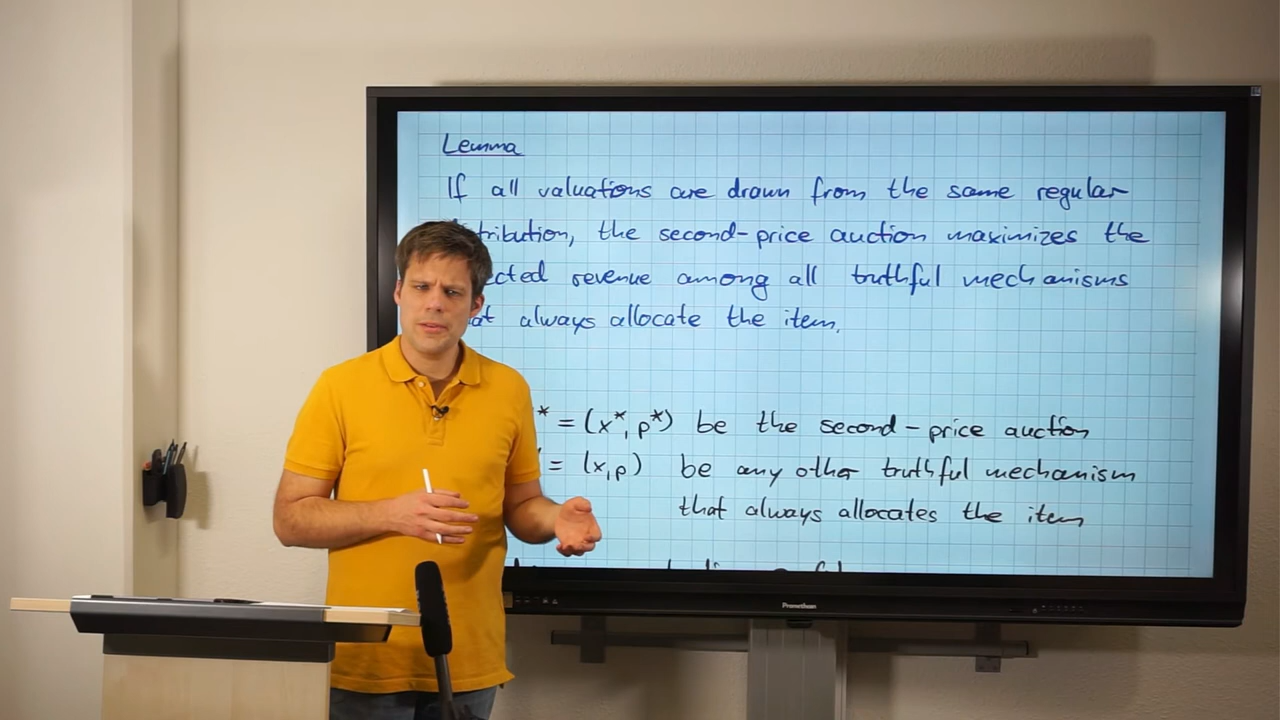 Lemma
If all valuations are drawn from the same regular
tribution, the second-price auction maximizes the
ected revenue among all truthful mechanisms
at always allocate the item.
* = (x*, p*) be the second-price auction
' = (x,p) be any other truthful mechanism
that always allocates the item
Promethean